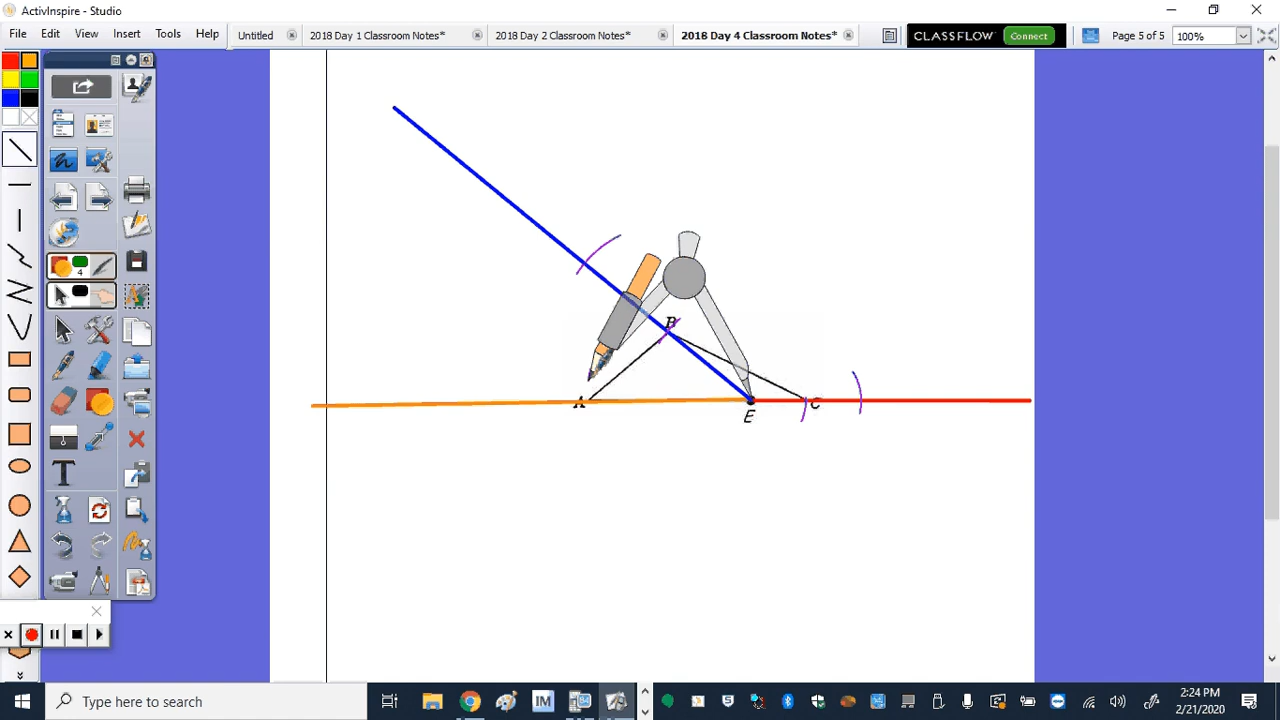 ActivInspire - Studio
File Edit View Insert Tools Help
Untitled
2018 Day 1 Classroom Notes*
2018 Day 2 Classroom Notes*
2018 Day 4 Classroom Notes*
CLASSFLOW Connect
Page 5 of 5
100%
4
T
B
A
C
E
Type here to search
IM
2:24 PM
2/21/2020